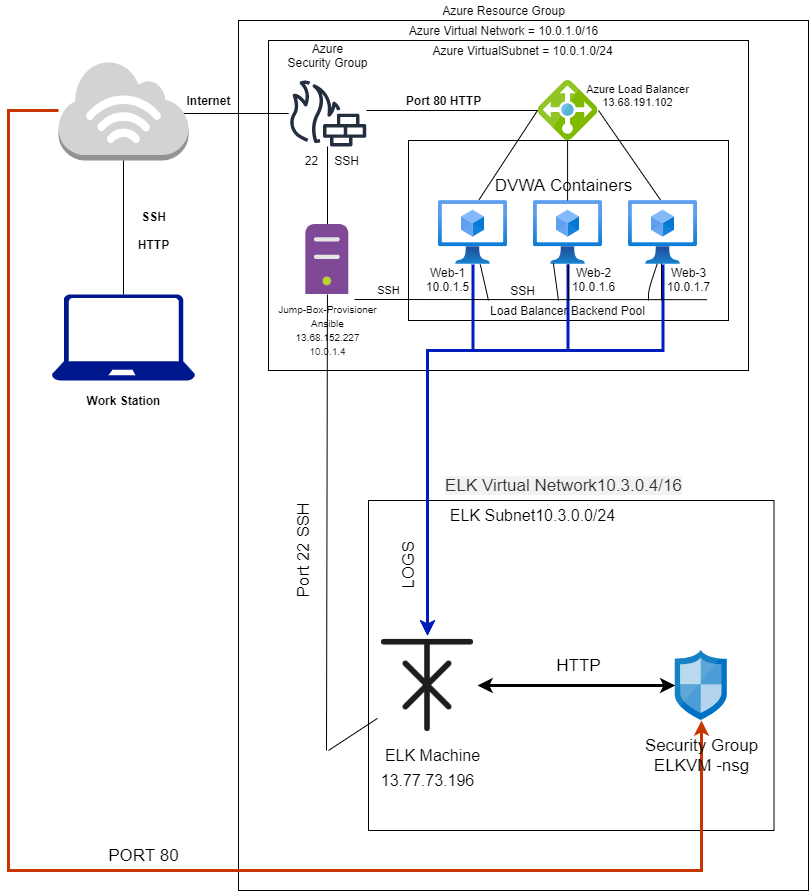 Azure Resource Group
Azure Virtual Network = 10.0.1.0/16
Azure VirtualSubnet = 10.0.1.0/24
Azure
Security Group
Internet
Port 80 HTTP
Azure Load Balancer
13.68.191.102
22 SSH
DVWA Containers
SSH
HTTP
Web-1
10.0.1.5
Web-2
10.0.1.6
Web-3
10.0.1.7
SSH
SSH
Load Balancer Backend Pool
Jump-Box-Provisioner
Ansible
13.68.152.227
10.0.1.4
Work Station
ELK Virtual Network10.3.0.4/16
ELK Subnet10.3.0.0/24
Port 22 SSH
LOGS
HTTP
ELK Machine
13.77.73.196
Security Group
ELKVM -nsg
PORT 80